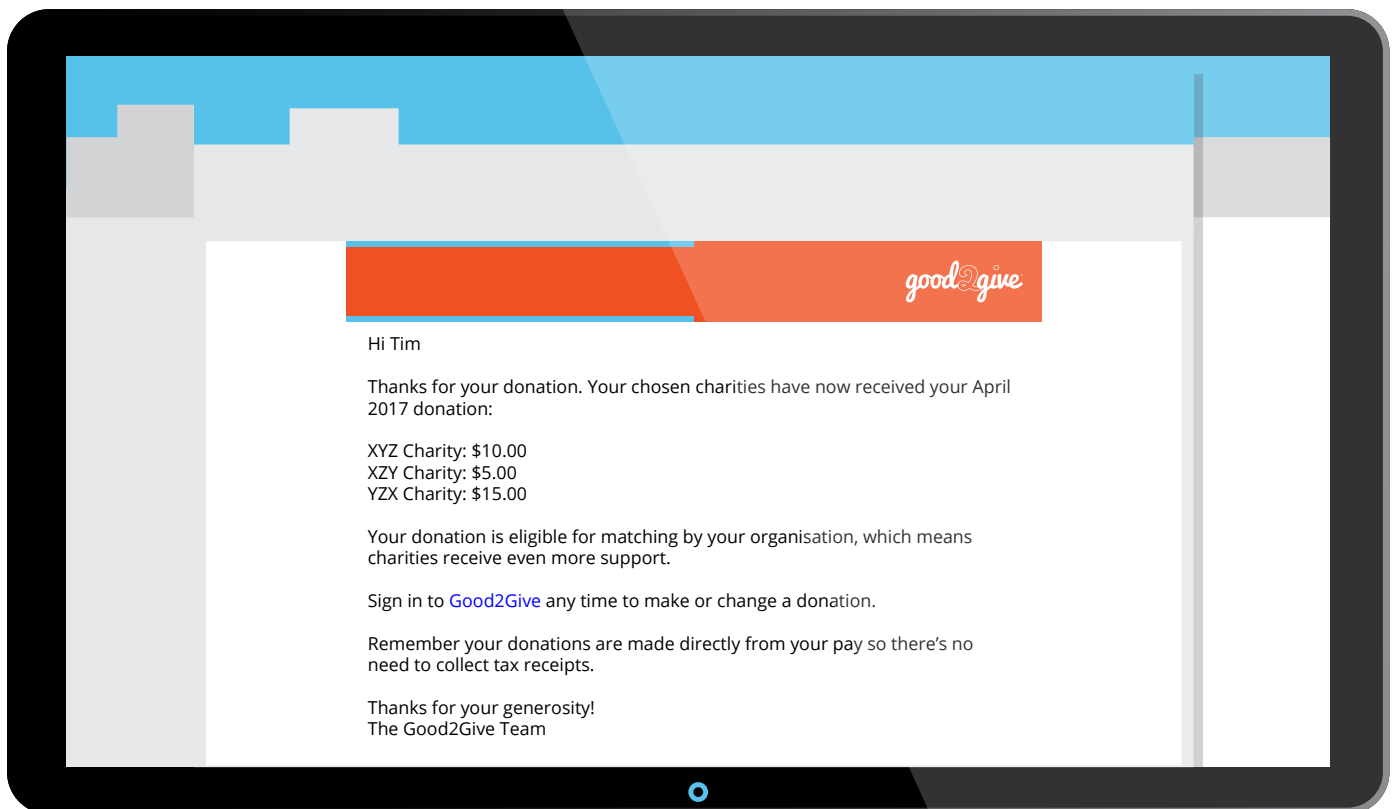 good2give
Hi Tim
Thanks for your donation. Your chosen charities have now received your April
2017 donation:
XYZ Charity: $10.00
XZY Charity: $5.00
YZX Charity: $15.00
Your donation is eligible for matching by your organisation, which means
charities receive even more support.
Sign in to Good2Give any time to make or change a donation.
Remember your donations are made directly from your pay so there’s no
need to collect tax receipts.
Thanks for your generosity!
The Good2Give Team